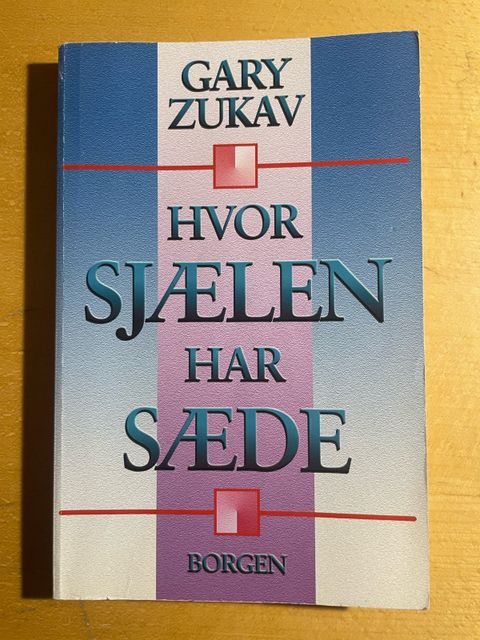 GARY
ZUKAV
HVOR
SJÆLEN
HAR
SÆDE
BORGEN